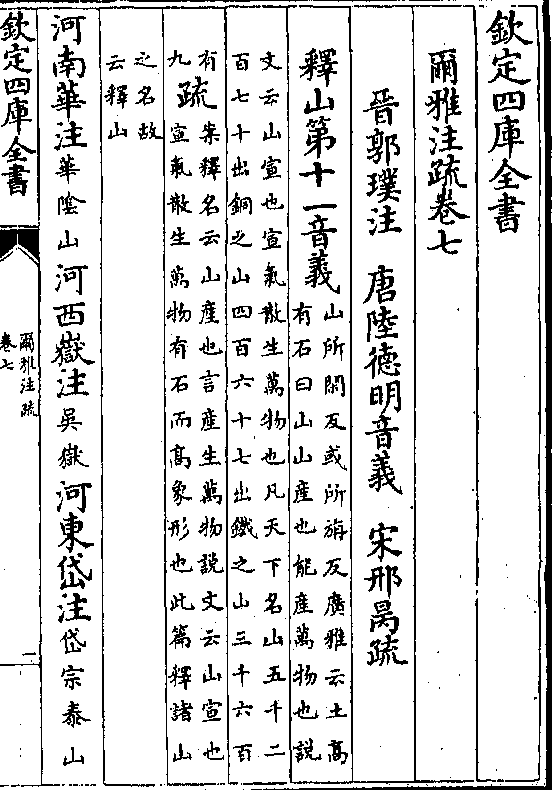 欽定四庫全書
爾雅注疏卷七
晉郭璞注　唐陸德明音義　宋邢昺疏
釋山第十一音義山所閑反或所旃反廣雅云土高
有石曰山山產也能產萬物也說
文云山宣也宣氣散生萬物也凡天下名山五千二
百七十出銅之山四百六十七出鐵之山三千六百
有疏案釋名云山產也言產生萬物說文云山宣也
九宣氣散生萬物有石而高象形也此篇釋諸山
之名故
云釋山
河南華注華陰山河西嶽注吳嶽河東岱注岱宗泰山
欽定四庫全書
爾雅注疏
卷七
一